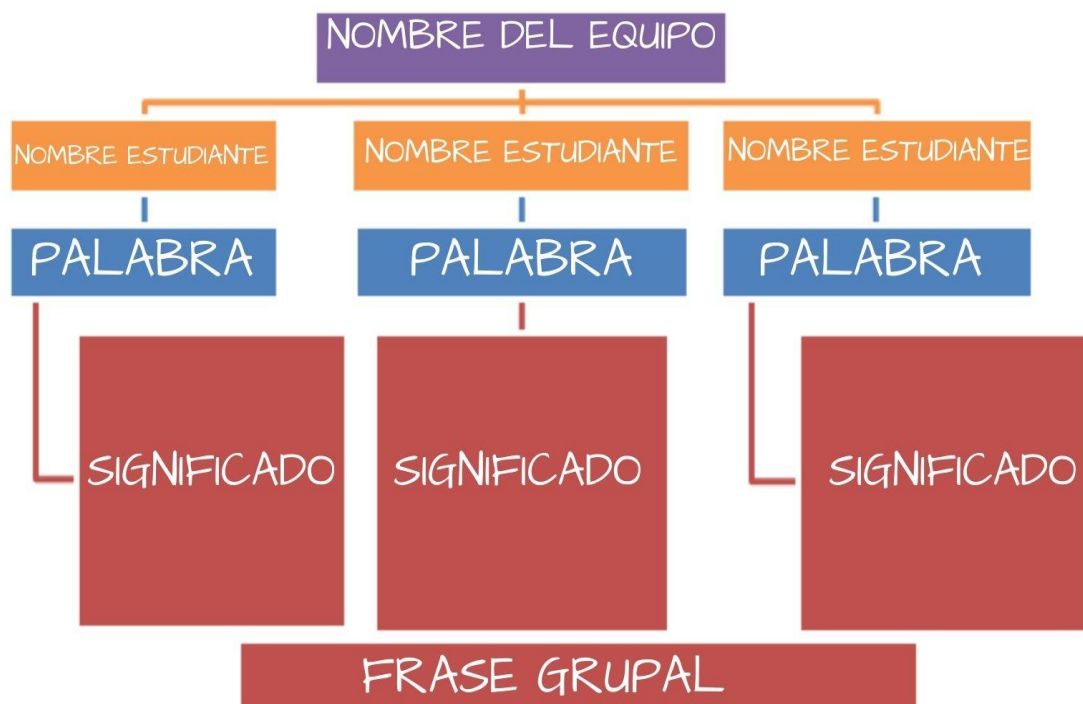 NOMBRE DEL EQUIPO
NOMBRE ESTUDIANTE
NOMBRE ESTUDIANTE
NOMBRE ESTUDIANTE
PALABRA
PALABRA
PALABRA
SIGNIFICADO
SIGNIFICADO
SIGNIFICADO
FRASE GRUPAL